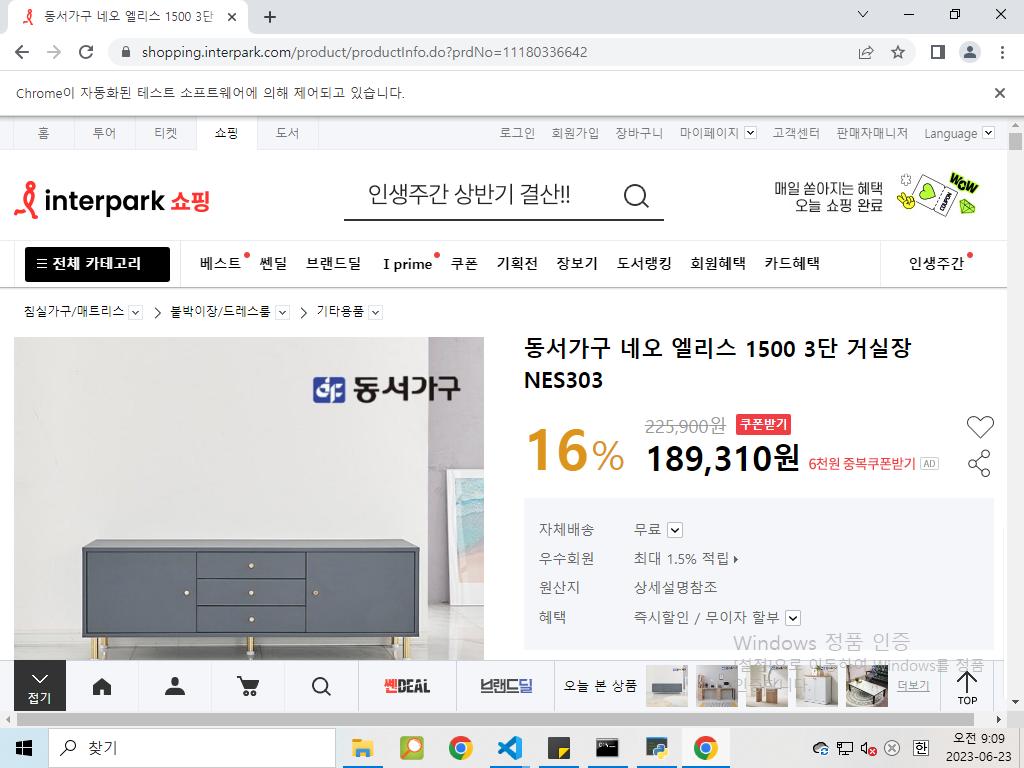 동서가구 네오 엘리스 1500 3단
shopping.interpark.com/product/productInfo.do?prdNo=11180336642
Chrome이 자동화된 테스트 소프트웨어에 의해 제어되고 있습니다.
홈 투어 티켓 쇼핑 도서 로그인 회원가입 장바구니 마이페이지 고객센터 판매자매니저 Language
interpark 쇼핑
인생주간 상반기 결산!!
매일 쏟아지는 혜택
오늘 쇼핑 완료
WOW
COUPON
전체 카테고리 베스트 쎈딜 브랜드딜 I prime 쿠폰 기획전 장보기 도서랭킹 회원혜택 카드혜택 인생주간
침실가구/매트리스 붙박이장/드레스룸 기타용품
동서가구
동서가구 네오 엘리스 1500 3단 거실장
NES303
16% 225,900원 쿠폰받기
189,310원 6천원 중복쿠폰받기 AD
자체배송 무료
우수회원 최대 1.5% 적립
원산지 상세설명참조
혜택 즉시할인 / 무이자 할부
Windows 정품 인증
[설정]으로 이동하여 Windows를 정품
인증합니다.
접기 쎈DEAL 브랜드딜 오늘 본 상품 더보기 TOP
찾기
한
오전 9:09
2023-06-23